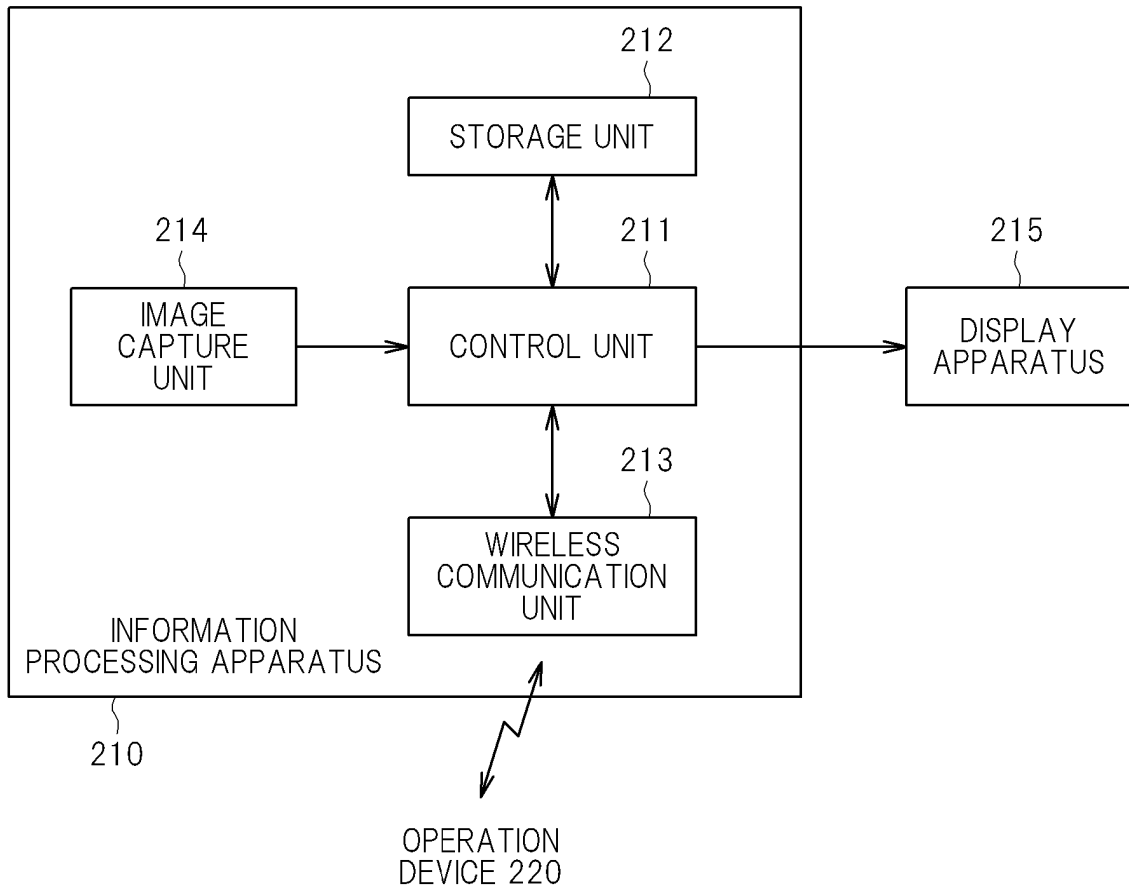 212
STORAGE UNIT
214
211
215
IMAGE
CAPTURE
UNIT
CONTROL UNIT
DISPLAY
APPARATUS
213
WIRELESS
COMMUNICATION
UNIT
INFORMATION
PROCESSING APPARATUS
210
OPERATION
DEVICE 220